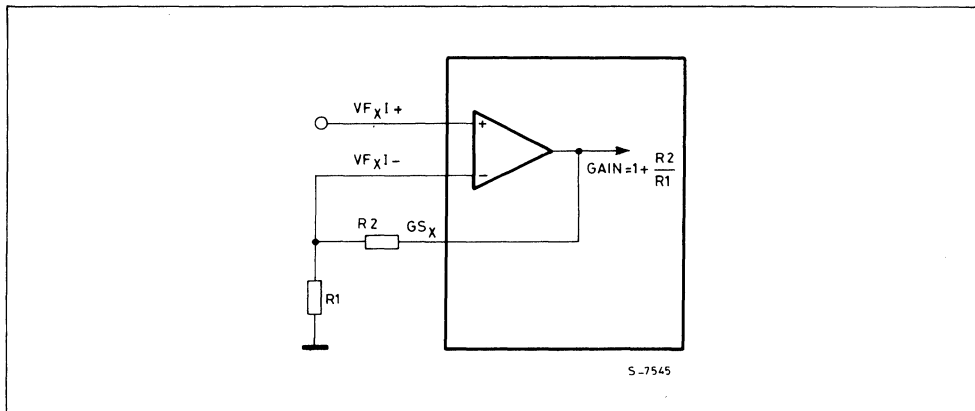 VFXI+
+
VFXI-
-
GAIN=1+ R2
R1
R2
GSX
R1
S-7545